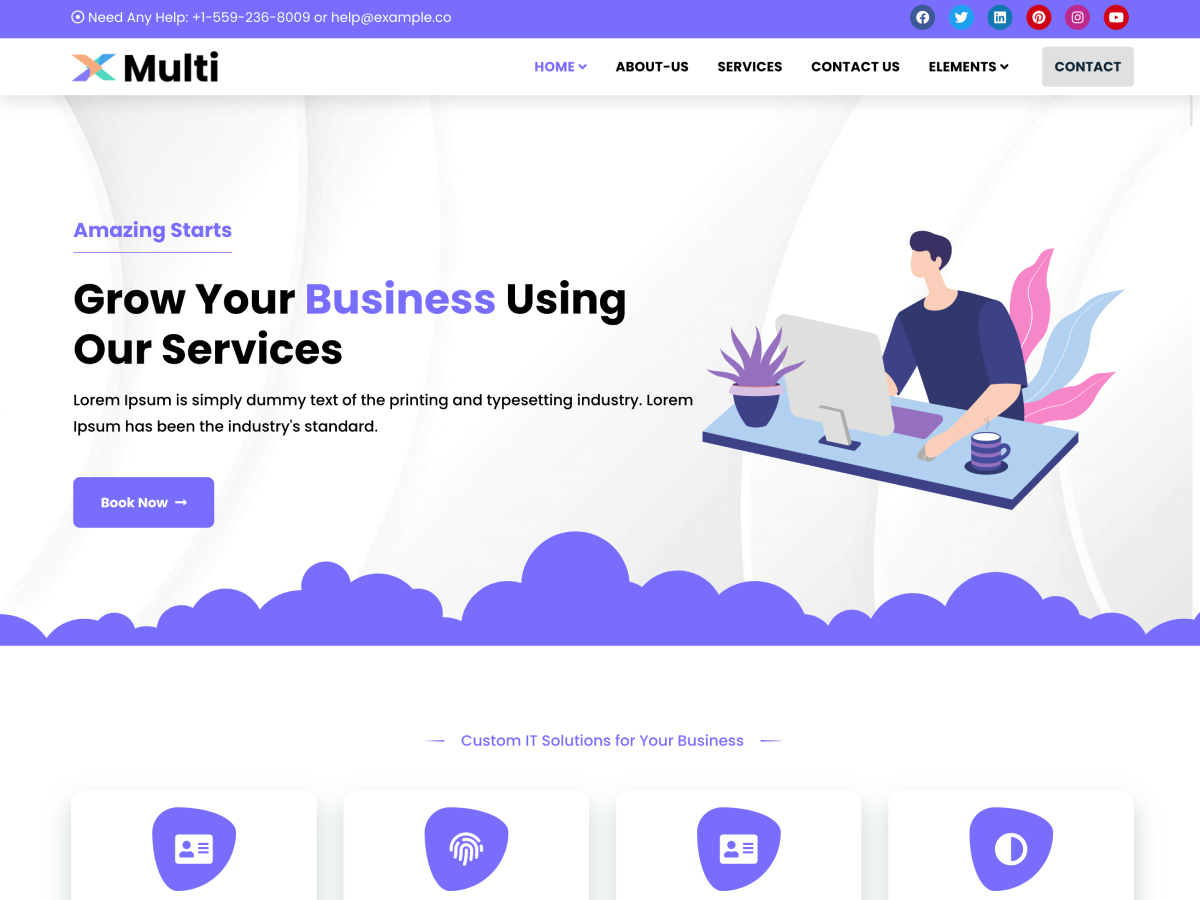 Need Any Help: +1-559-236-8009 or help@example.co
Multi
HOME ABOUT-US SERVICES CONTACT US ELEMENTS CONTACT
Amazing Starts
Grow Your Business Using
Our Services
Lorem Ipsum is simply dummy text of the printing and typesetting industry. Lorem
Ipsum has been the industry's standard.
Book Now
Custom IT Solutions for Your Business